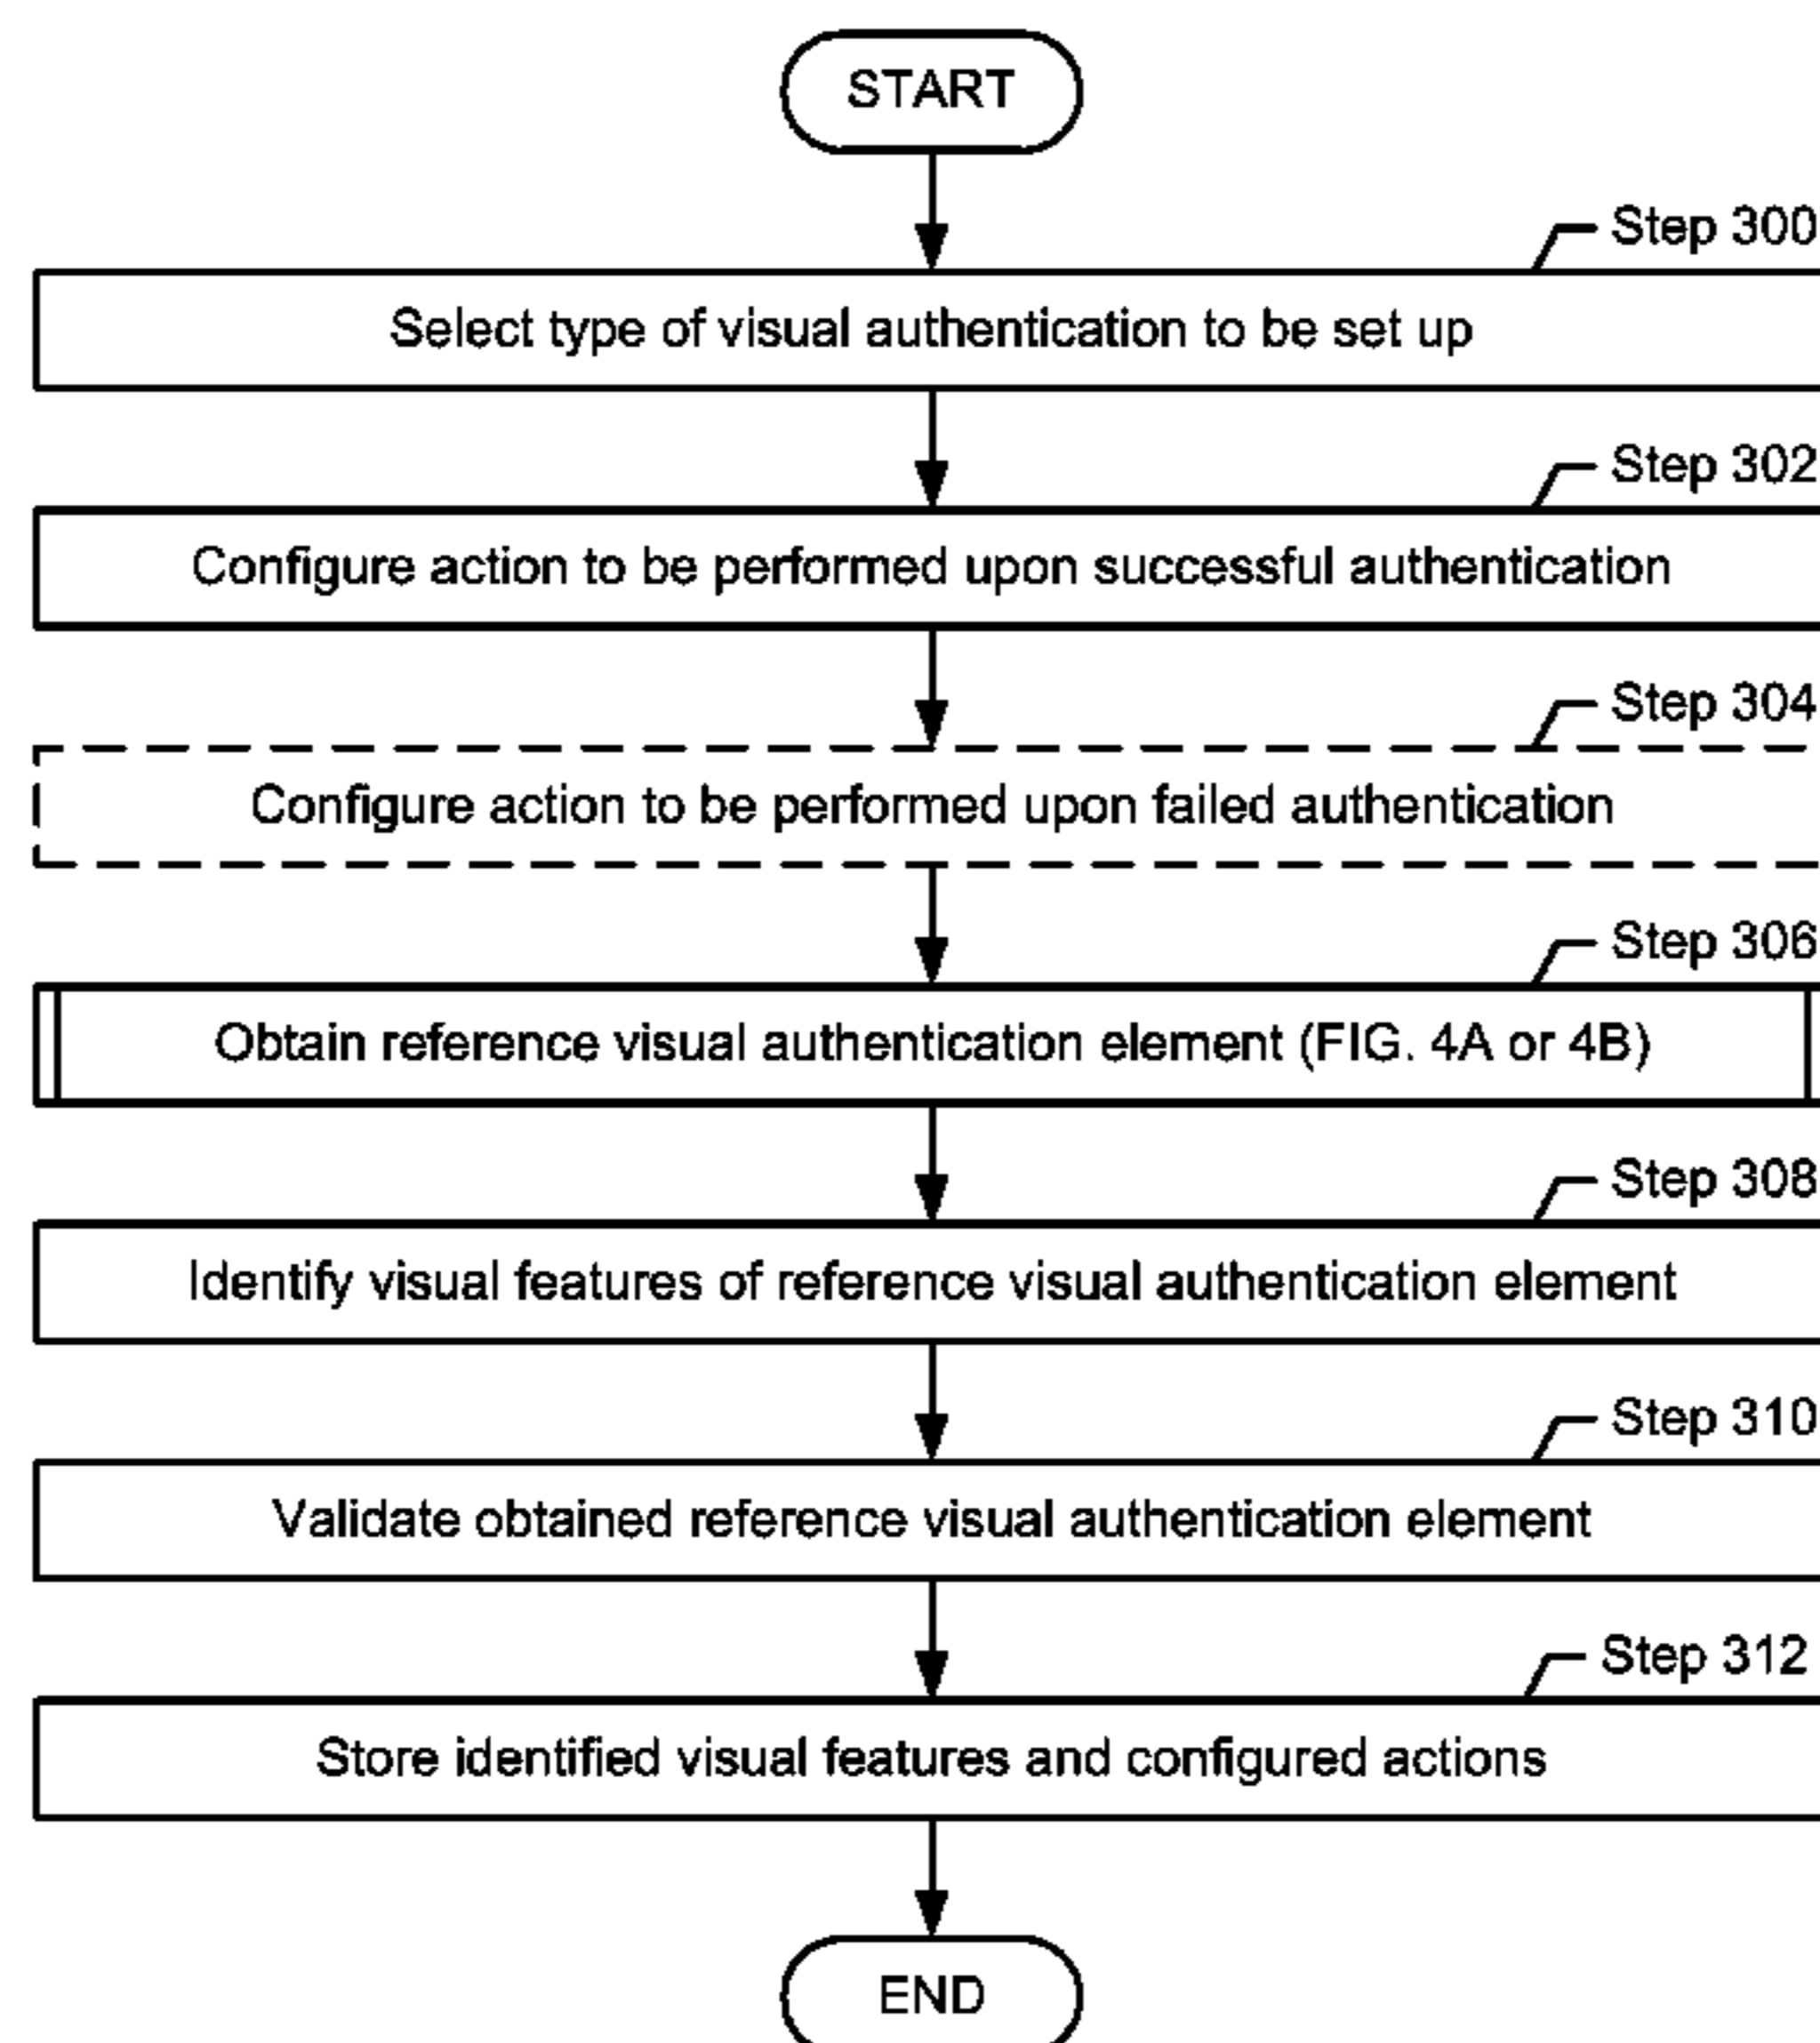 START
Step 300
Select type of visual authentication to be set up
Step 302
Configure action to be performed upon successful authentication
Step 304
Configure action to be performed upon failed authentication
Step 306
Obtain reference visual authentication element (FIG. 4A or 4B)
Step 308
Identify visual features of reference visual authentication element
Step 310
Validate obtained reference visual authentication element
Step 312
Store identified visual features and configured actions
END